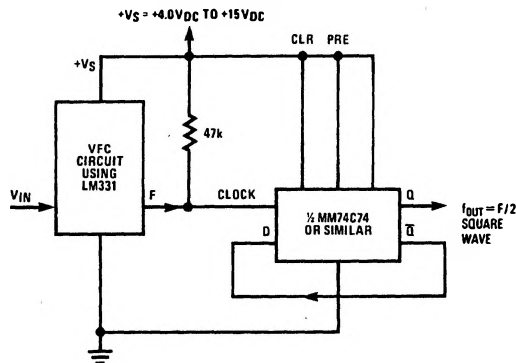 +VS = +4.0VDC TO +15VDC
CLR PRE
+VS
47k
VFC
CIRCUIT
USING
LM331
VIN
F
CLOCK
Q
D
½ MM74C74
OR SIMILAR
Q̅
fOUT = F/2
SQUARE
WAVE